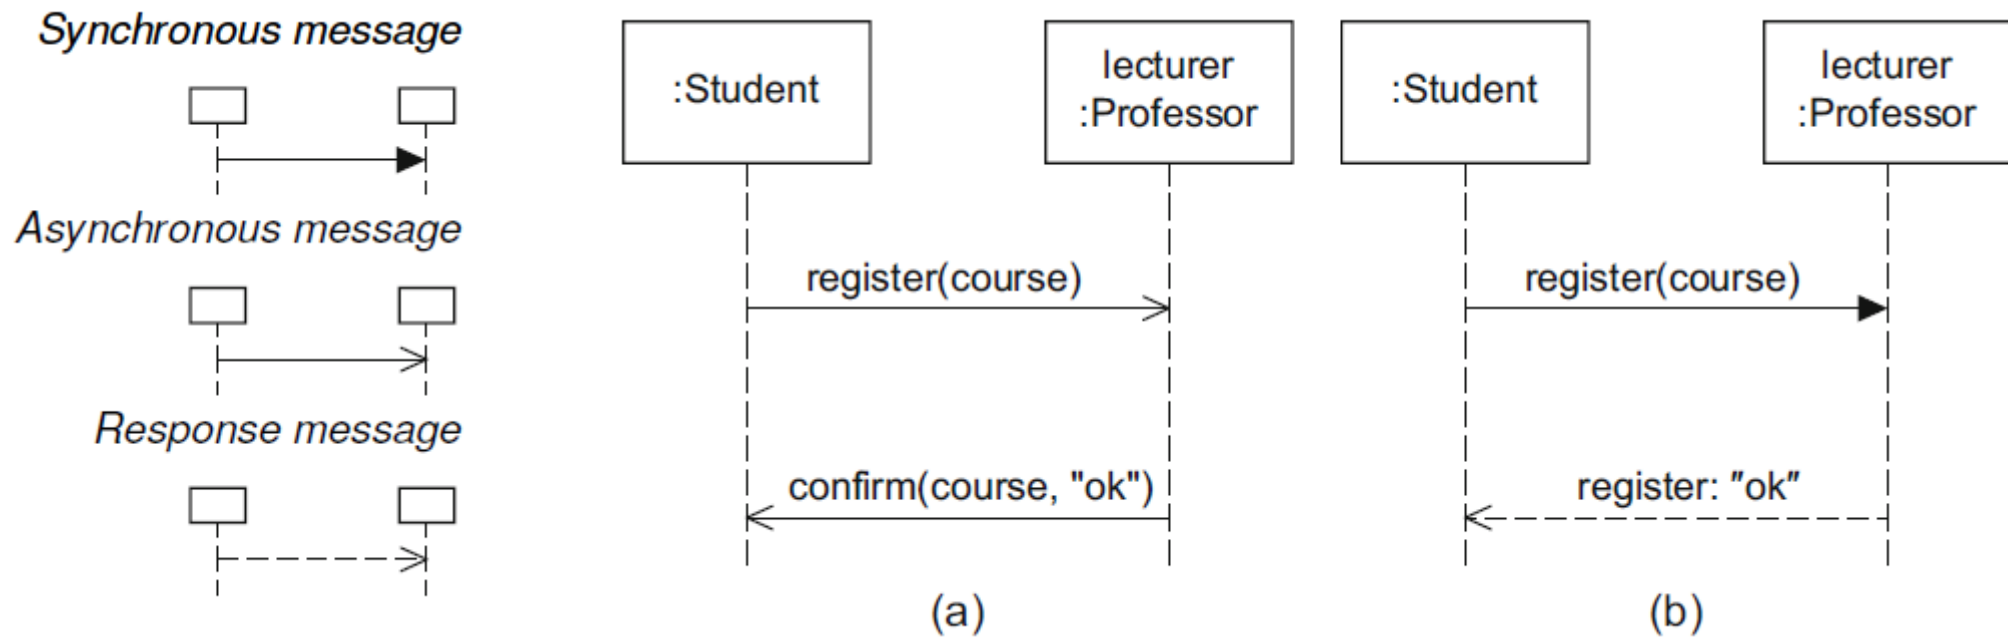 Synchronous message
Asynchronous message
Response message
:Student
lecturer
:Professor
register(course)
confirm(course, "ok")
(a)
:Student
lecturer
:Professor
register(course)
register: "ok"
(b)